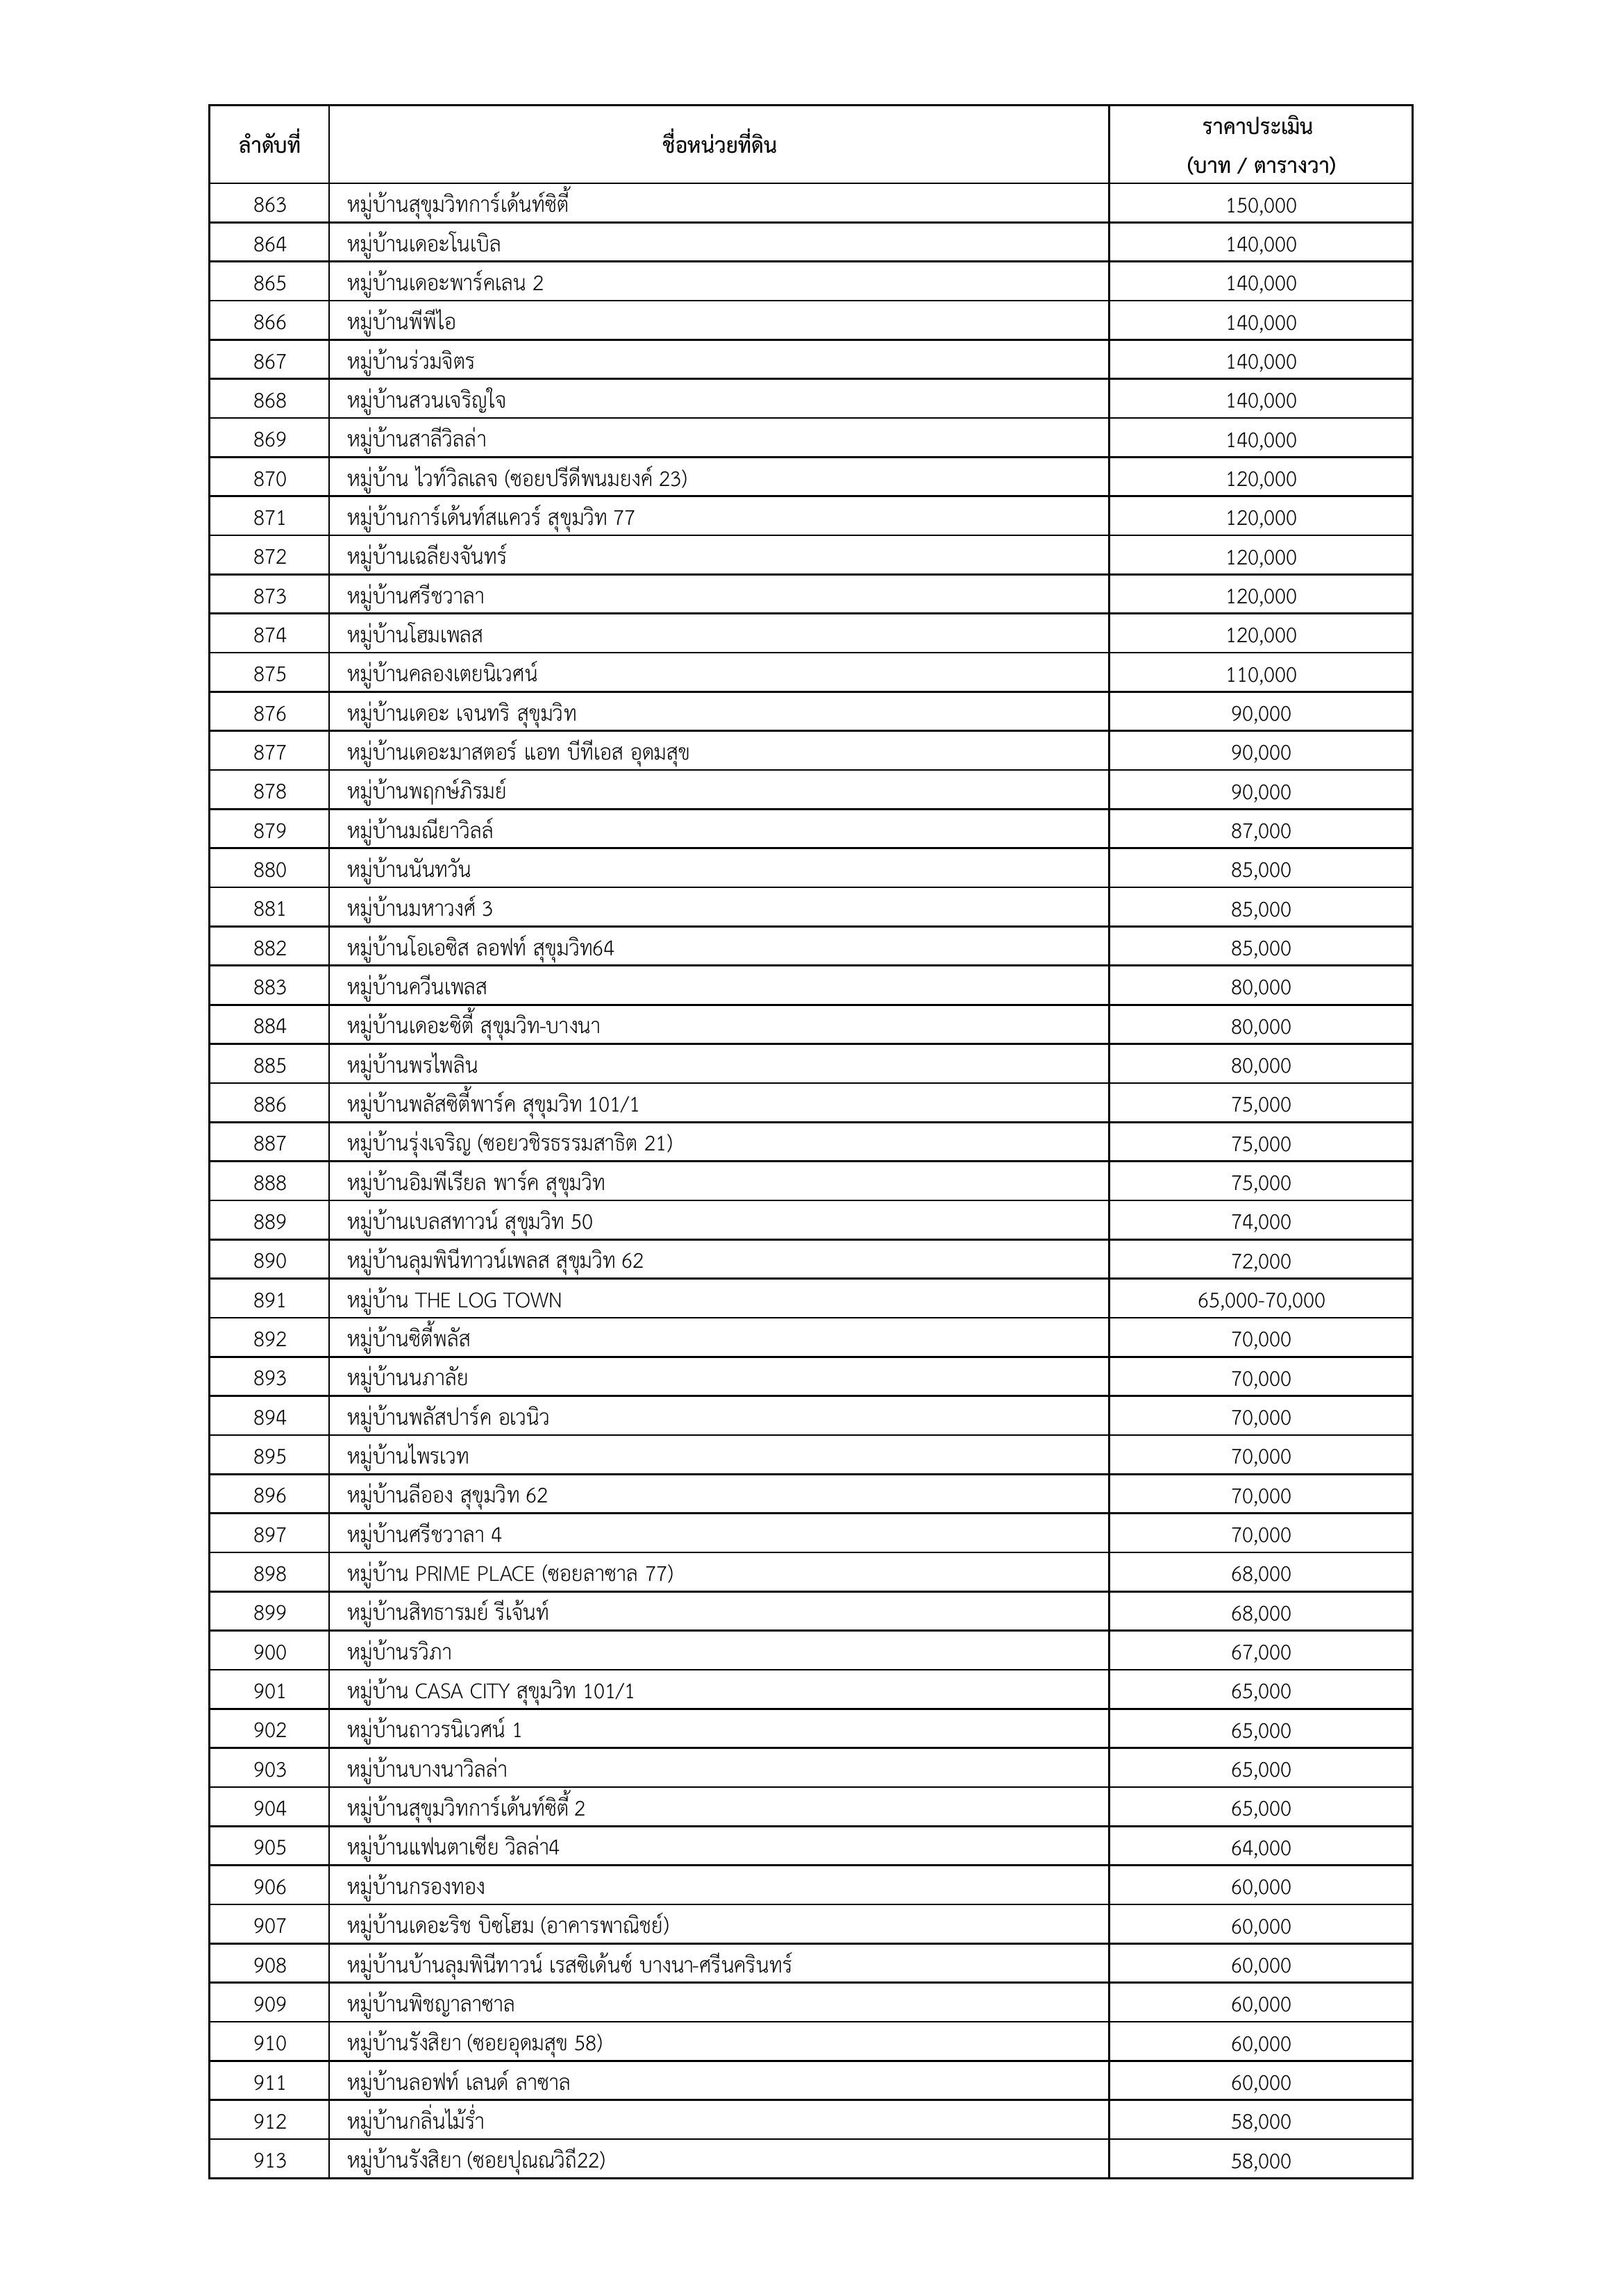 ลำดับที่ ชื่อหน่วยที่ดิน ราคาประเมิน
(บาท / ตารางวา)
863 หมู่บ้านสุขุมวิทการ์เด้นท์ซิตี้ 150,000
864 หมู่บ้านเดอะโนเบิล 140,000
865 หมู่บ้านเดอะพาร์คเลน 2 140,000
866 หมู่บ้านพีพีไอ 140,000
867 หมู่บ้านร่วมจิตร 140,000
868 หมู่บ้านสวนเจริญใจ 140,000
869 หมู่บ้านสาลีวิลล่า 140,000
870 หมู่บ้าน ไวท์วิลเลจ (ซอยปรีดีพนมยงค์ 23) 120,000
871 หมู่บ้านการ์เด้นท์สแควร์ สุขุมวิท 77 120,000
872 หมู่บ้านเฉลียงจันทร์ 120,000
873 หมู่บ้านศรีชวาลา 120,000
874 หมู่บ้านโฮมเพลส 120,000
875 หมู่บ้านคลองเตยนิเวศน์ 110,000
876 หมู่บ้านเดอะ เจนทริ สุขุมวิท 90,000
877 หมู่บ้านเดอะมาสตอร์ แอท บีทีเอส อุดมสุข 90,000
878 หมู่บ้านพฤกษ์ภิรมย์ 90,000
879 หมู่บ้านมณียาวิลล์ 87,000
880 หมู่บ้านนันทวัน 85,000
881 หมู่บ้านมหาวงศ์ 3 85,000
882 หมู่บ้านโอเอซิส ลอฟท์ สุขุมวิท64 85,000
883 หมู่บ้านควีนเพลส 80,000
884 หมู่บ้านเดอะซิตี้ สุขุมวิท-บางนา 80,000
885 หมู่บ้านพรไพลิน 80,000
886 หมู่บ้านพลัสซิตี้พาร์ค สุขุมวิท 101/1 75,000
887 หมู่บ้านรุ่งเจริญ (ซอยวชิรธรรมสาธิต 21) 75,000
888 หมู่บ้านอิมพีเรียล พาร์ค สุขุมวิท 75,000
889 หมู่บ้านเบลสทาวน์ สุขุมวิท 50 74,000
890 หมู่บ้านลุมพินีทาวน์เพลส สุขุมวิท 62 72,000
891 หมู่บ้าน THE LOG TOWN 65,000-70,000
892 หมู่บ้านซิตี้พลัส 70,000
893 หมู่บ้านนภาลัย 70,000
894 หมู่บ้านพลัสปาร์ค อเวนิว 70,000
895 หมู่บ้านไพรเวท 70,000
896 หมู่บ้านลีออง สุขุมวิท 62 70,000
897 หมู่บ้านศรีชวาลา 4 70,000
898 หมู่บ้าน PRIME PLACE (ซอยลาซาล 77) 68,000
899 หมู่บ้านสิทธารมย์ รีเจ้นท์ 68,000
900 หมู่บ้านรวิภา 67,000
901 หมู่บ้าน CASA CITY สุขุมวิท 101/1 65,000
902 หมู่บ้านถาวรนิเวศน์ 1 65,000
903 หมู่บ้านบางนาวิลล่า 65,000
904 หมู่บ้านสุขุมวิทการ์เด้นท์ซิตี้ 2 65,000
905 หมู่บ้านแฟนตาเซีย วิลล่า4 64,000
906 หมู่บ้านกรองทอง 60,000
907 หมู่บ้านเดอะริช บิซโฮม (อาคารพาณิชย์) 60,000
908 หมู่บ้านบ้านลุมพินีทาวน์ เรสซิเด้นซ์ บางนา-ศรีนครินทร์ 60,000
909 หมู่บ้านพิชญาลาซาล 60,000
910 หมู่บ้านรังสิยา (ซอยอุดมสุข 58) 60,000
911 หมู่บ้านลอฟท์ เลนด์ ลาซาล 60,000
912 หมู่บ้านกลิ่นไม้ร่ำ 58,000
913 หมู่บ้านรังสิยา (ซอยปุณณวิถี22) 58,000